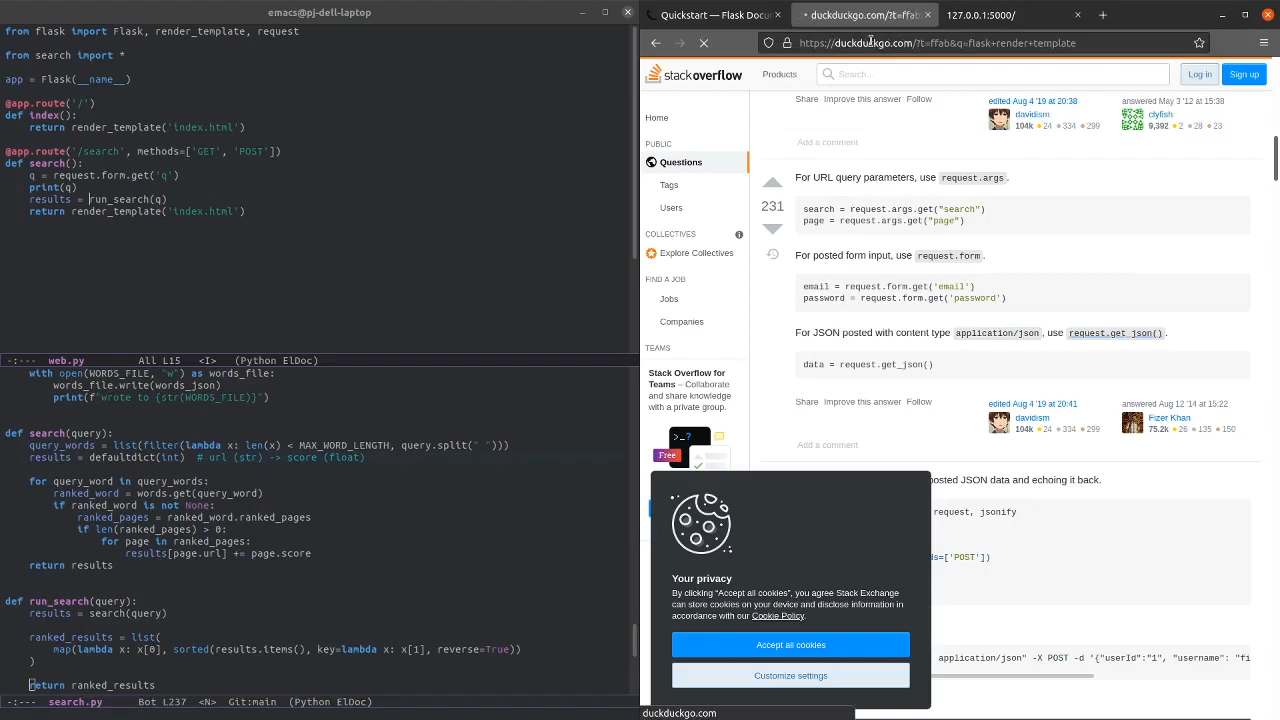 emacs@pj-dell-laptop
from flask import Flask, render_template, request
from search import *
app = Flask(__name__)
@app.route('/')
def index():
return render_template('index.html')
@app.route('/search', methods=['GET', 'POST'])
def search():
q = request.form.get('q')
print(q)
results = run_search(q)
return render_template('index.html')
-:--- web.py All L15 <I> (Python ElDoc)
with open(WORDS_FILE, "w") as words_file:
words_file.write(words_json)
print(f"wrote to {str(WORDS_FILE)}")
def search(query):
query_words = list(filter(lambda x: len(x) < MAX_WORD_LENGTH, query.split(" ")))
results = defaultdict(int) # url (str) -> score (float)
for query_word in query_words:
ranked_word = words.get(query_word)
if ranked_word is not None:
ranked_pages = ranked_word.ranked_pages
if len(ranked_pages) > 0:
for page in ranked_pages:
results[page.url] += page.score
return results
def run_search(query):
results = search(query)
ranked_results = list(
map(lambda x: x[0], sorted(results.items(), key=lambda x: x[1], reverse=True))
)
return ranked_results
-:--- search.py Bot L237 <N> Git:main (Python ElDoc)
Quickstart — Flask Docu
duckduckgo.com/?t=ffab
127.0.0.1:5000/
https://duckduckgo.com/?t=ffab&q=flask+render+template
stackoverflow
Products
Search...
Log in
Sign up
Home
PUBLIC
Questions
Tags
Users
COLLECTIVES
Explore Collectives
FIND A JOB
Jobs
Companies
TEAMS
Stack Overflow for
Teams – Collaborate
and share knowledge
with a private group.
>_?
Free
Share Improve this answer Follow
edited Aug 4 '19 at 20:38
davidism
104k 24 334 299
answered May 3 '12 at 15:38
clyfish
9,392 2 28 23
Add a comment
231
For URL query parameters, use request.args.
search = request.args.get("search")
page = request.args.get("page")
For posted form input, use request.form.
email = request.form.get('email')
password = request.form.get('password')
For JSON posted with content type application/json, use request.get_json().
data = request.get_json()
Share Improve this answer Follow
edited Aug 4 '19 at 20:41
davidism
104k 24 334 299
answered Aug 12 '14 at 15:22
Fizer Khan
75.2k 26 135 150
Add a comment
posted JSON data and echoing it back.
request, jsonify
ds=['POST'])
application/json" -X POST -d '{"userId":"1", "username": "fi
Your privacy
By clicking “Accept all cookies”, you agree Stack Exchange
can store cookies on your device and disclose information in
accordance with our Cookie Policy.
Accept all cookies
Customize settings
duckduckgo.com